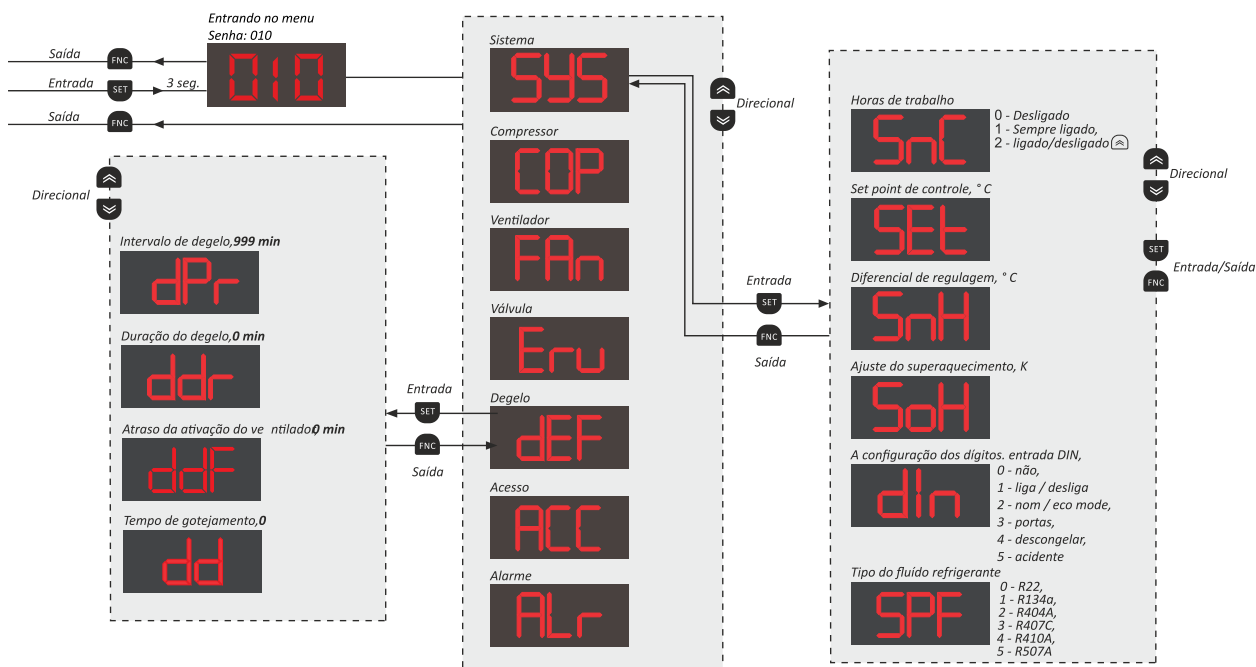 Entrando no menu
Senha: 010
Saída
FNC
010
Entrada
SET
3 seg.
Saída
FNC
Direcional
Intervalo de degelo,999 min
dPr
Duração do degelo,0 min
ddr
Atraso da ativação do ve ntilador,0 min
ddF
Tempo de gotejamento,0
dd
Entrada
SET
FNC
Saída
Sistema
SYS
Compressor
COP
Ventilador
FAn
Válvula
Erv
Degelo
dEF
Acesso
ACC
Alarme
ALr
Direcional
Entrada
SET
FNC
Saída
Horas de trabalho
SnC
0 - Desligado
1 - Sempre ligado,
2 - ligado/desligado
Set point de controle, ° C
SEt
Diferencial de regulagem, ° C
SnH
Ajuste do superaquecimento, K
SoH
A configuração dos dígitos. entrada DIN,
dIn
0 - não,
1 - liga / desliga
2 - nom / eco mode,
3 - portas,
4 - descongelar,
5 - acidente
Tipo do fluído refrigerante
SPF
0 - R22,
1 - R134a,
2 - R404A,
3 - R407C,
4 - R410A,
5 - R507A
Direcional
SET
Entrada/Saída
FNC